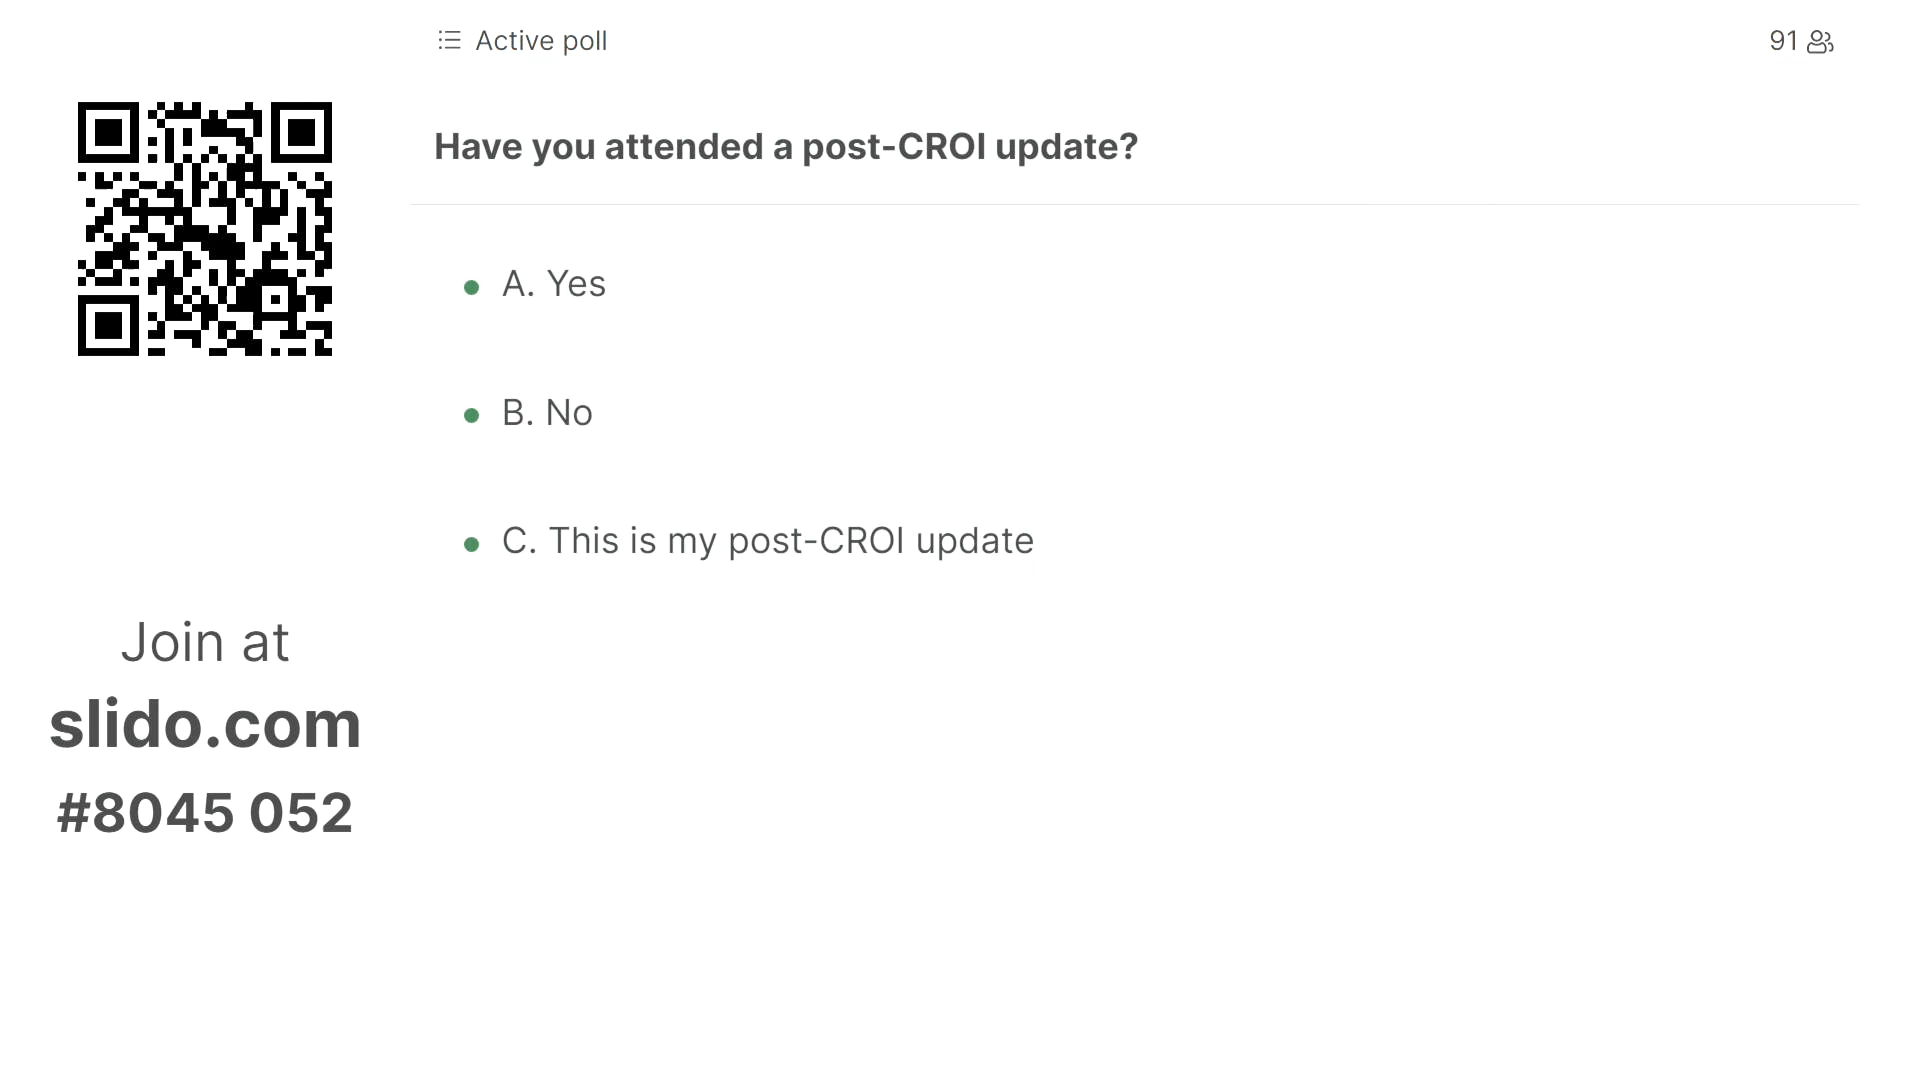 Active poll
91
Have you attended a post-CROI update?
A. Yes
B. No
C. This is my post-CROI update
Join at
slido.com
#8045 052